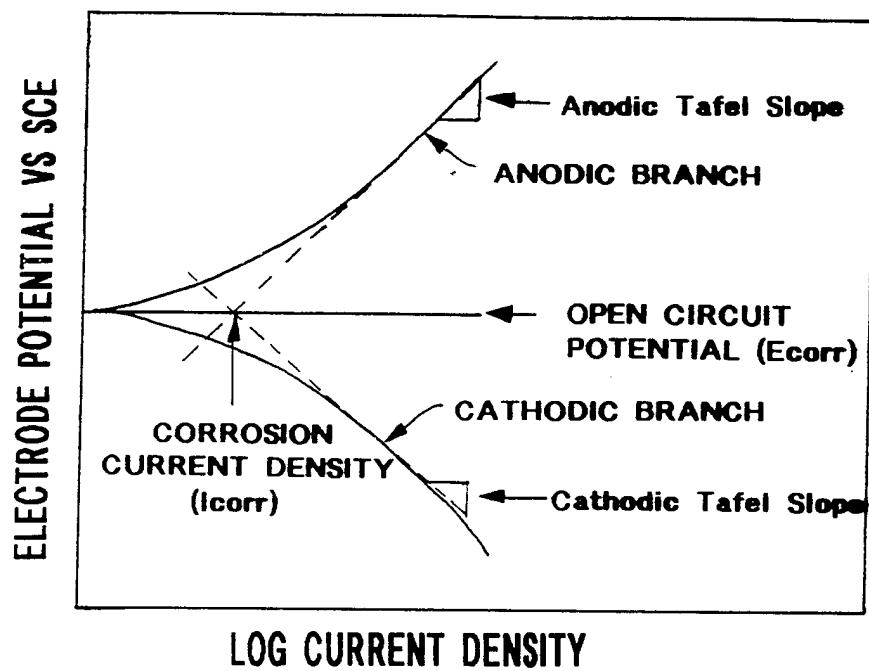 ELECTRODE POTENTIAL VS SCE
Anodic Tafel Slope
ANODIC BRANCH
OPEN CIRCUIT
POTENTIAL (Ecorr)
CATHODIC BRANCH
CORROSION
CURRENT DENSITY
(Icorr)
Cathodic Tafel Slope
LOG CURRENT DENSITY